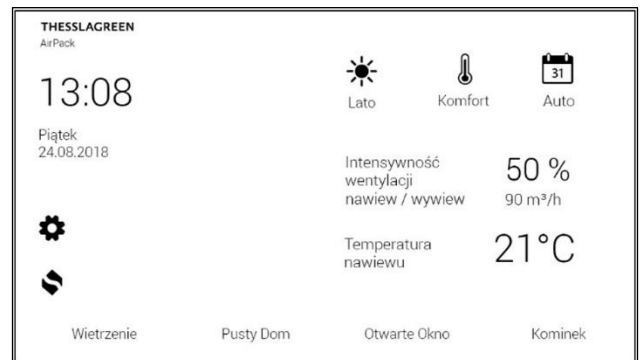 THESSLAGREEN
AirPack
13:08
Piątek
24.08.2018
31
Lato
Komfort
Auto
Intensywność
wentylacji
nawiew / wywiew
50 %
90 m³/h
Temperatura
nawiewu
21°C
Wietrzenie
Pusty Dom
Otwarte Okno
Kominek